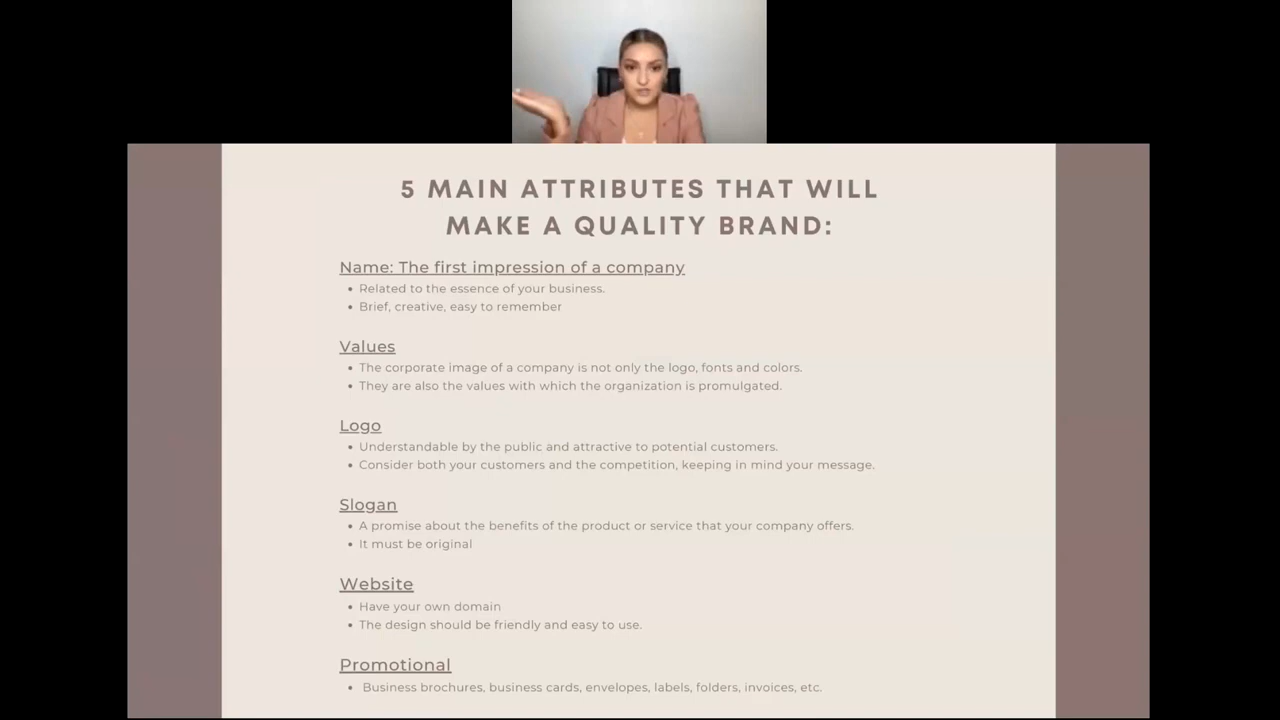 5 MAIN ATTRIBUTES THAT WILL
MAKE A QUALITY BRAND:
Name: The first impression of a company
• Related to the essence of your business.
• Brief, creative, easy to remember
Values
• The corporate image of a company is not only the logo, fonts and colors.
• They are also the values with which the organization is promulgated.
Logo
• Understandable by the public and attractive to potential customers.
• Consider both your customers and the competition, keeping in mind your message.
Slogan
• A promise about the benefits of the product or service that your company offers.
• It must be original
Website
• Have your own domain
• The design should be friendly and easy to use.
Promotional
• Business brochures, business cards, envelopes, labels, folders, invoices, etc.